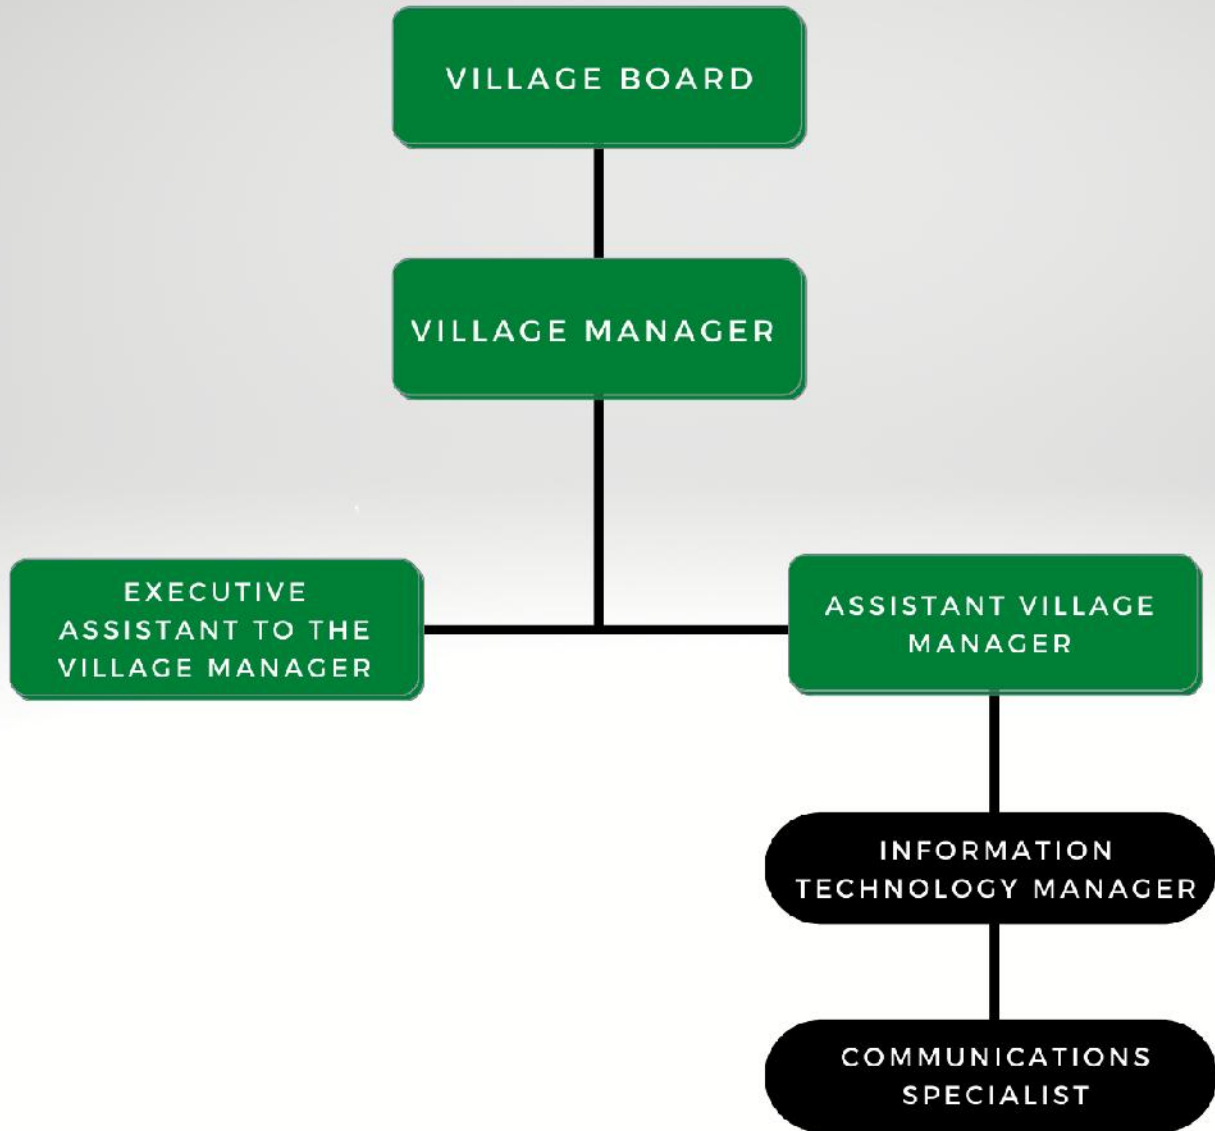 VILLAGE BOARD
VILLAGE MANAGER
EXECUTIVE
ASSISTANT TO THE
VILLAGE MANAGER
ASSISTANT VILLAGE
MANAGER
INFORMATION
TECHNOLOGY MANAGER
COMMUNICATIONS
SPECIALIST